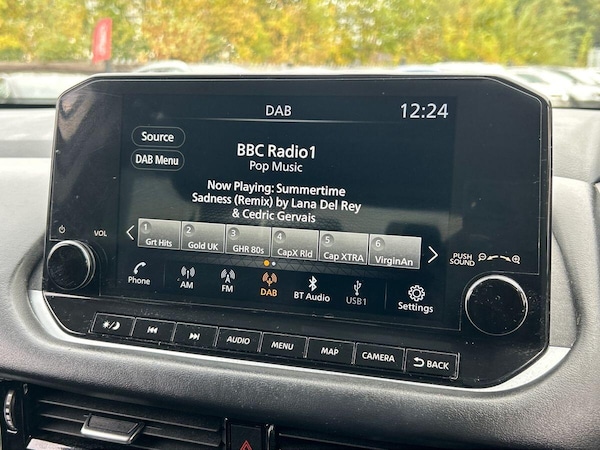 DAB
12:24
Source
DAB Menu
BBC Radio1
Pop Music
Now Playing: Summertime
Sadness (Remix) by Lana Del Rey
& Cedric Gervais
1 Grt Hits
2 Gold UK
3 GHR 80s
4 CapX Rld
5 Cap XTRA
6 VirginAn
VOL
PUSH
SOUND
Phone
AM
FM
DAB
BT Audio
USB1
Settings
AUDIO
MENU
MAP
CAMERA
BACK